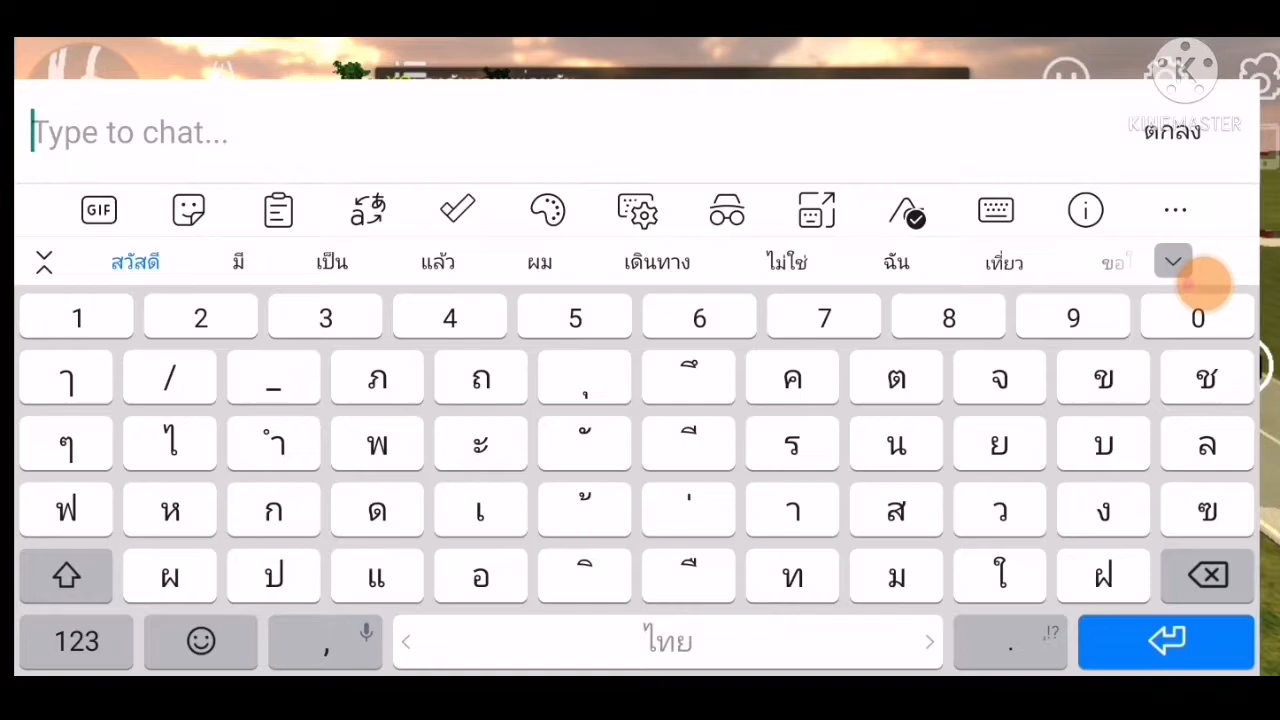 Type to chat...
KINEMASTER
ตกลง
GIF
สวัสดี มี เป็น แล้ว ผม เดินทาง ไม่ใช่ ฉัน เที่ยว ขอ
1 2 3 4 5 6 7 8 9 0
ๅ / _ ภ ถ ุ ึ ค ต จ ข ช
ๆ ไ ำ พ ะ ั ี ร น ย บ ล
ฟ ห ก ด เ ้ ่ า ส ว ง ฃ
ผ ป แ อ ิ ื ท ม ใ ฝ
123 , ไทย . ,!?